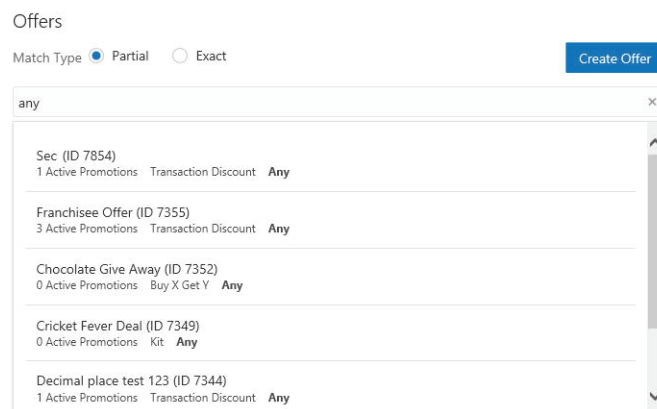 Offers
Match Type Partial Exact
Create Offer
any
Sec (ID 7854)
1 Active Promotions Transaction Discount Any
Franchisee Offer (ID 7355)
3 Active Promotions Transaction Discount Any
Chocolate Give Away (ID 7352)
0 Active Promotions Buy X Get Y Any
Cricket Fever Deal (ID 7349)
0 Active Promotions Kit Any
Decimal place test 123 (ID 7344)
1 Active Promotions Transaction Discount Any